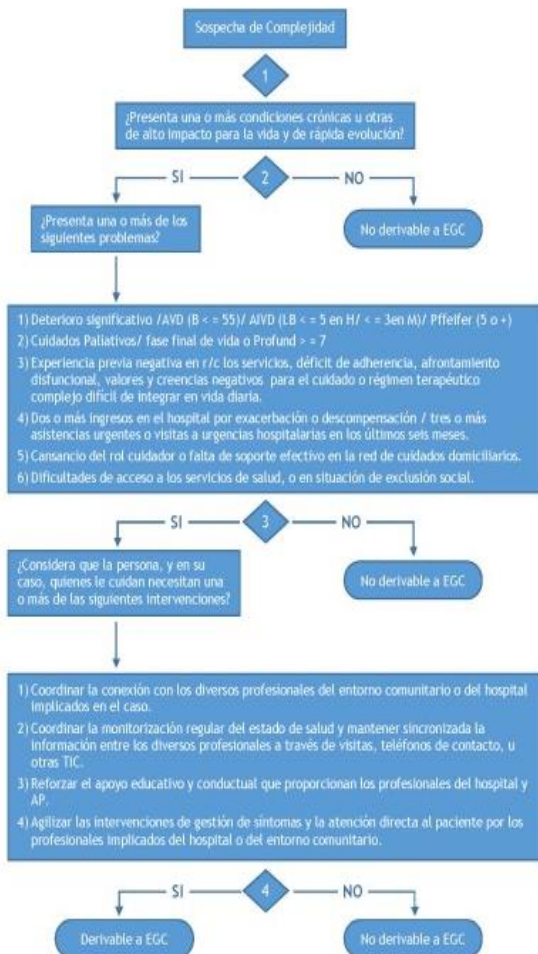 Sospecha de Complejidad
1
¿Presenta una o más condiciones crónicas u otras
de alto impacto para la vida y de rápida evolución?
SI
2
NO
¿Presenta una o más de los
siguientes problemas?
No derivable a EGC
1) Deterioro significativo /AVD (B < = 55)/ AIVD (LB < = 5 en H/ < = 3en M)/ Pffeifer (5 o +)
2) Cuidados Paliativos/ fase final de vida o Profund > = 7
3) Experiencia previa negativa en r/c los servicios, déficit de adherencia, afrontamiento
disfuncional, valores y creencias negativos para el cuidado o régimen terapéutico
complejo difícil de integrar en vida diaria.
4) Dos o más ingresos en el hospital por exacerbación o descompensación / tres o más
asistencias urgentes o visitas a urgencias hospitalarias en los últimos seis meses.
5) Cansancio del rol cuidador o falta de soporte efectivo en la red de cuidados domiciliarios.
6) Dificultades de acceso a los servicios de salud, o en situación de exclusión social.
SI
3
NO
¿Considera que la persona, y en su
caso, quienes le cuidan necesitan una
o más de las siguientes intervenciones?
No derivable a EGC
1) Coordinar la conexión con los diversos profesionales del entorno comunitario o del hospital
implicados en el caso.
2) Coordinar la monitorización regular del estado de salud y mantener sincronizada la
información entre los diversos profesionales a través de visitas, teléfonos de contacto, u
otras TIC.
3) Reforzar el apoyo educativo y conductual que proporcionan los profesionales del hospital y
AP.
4) Agilizar las intervenciones de gestión de síntomas y la atención directa al paciente por los
profesionales implicados del hospital o del entorno comunitario.
SI
4
NO
Derivable a EGC
No derivable a EGC